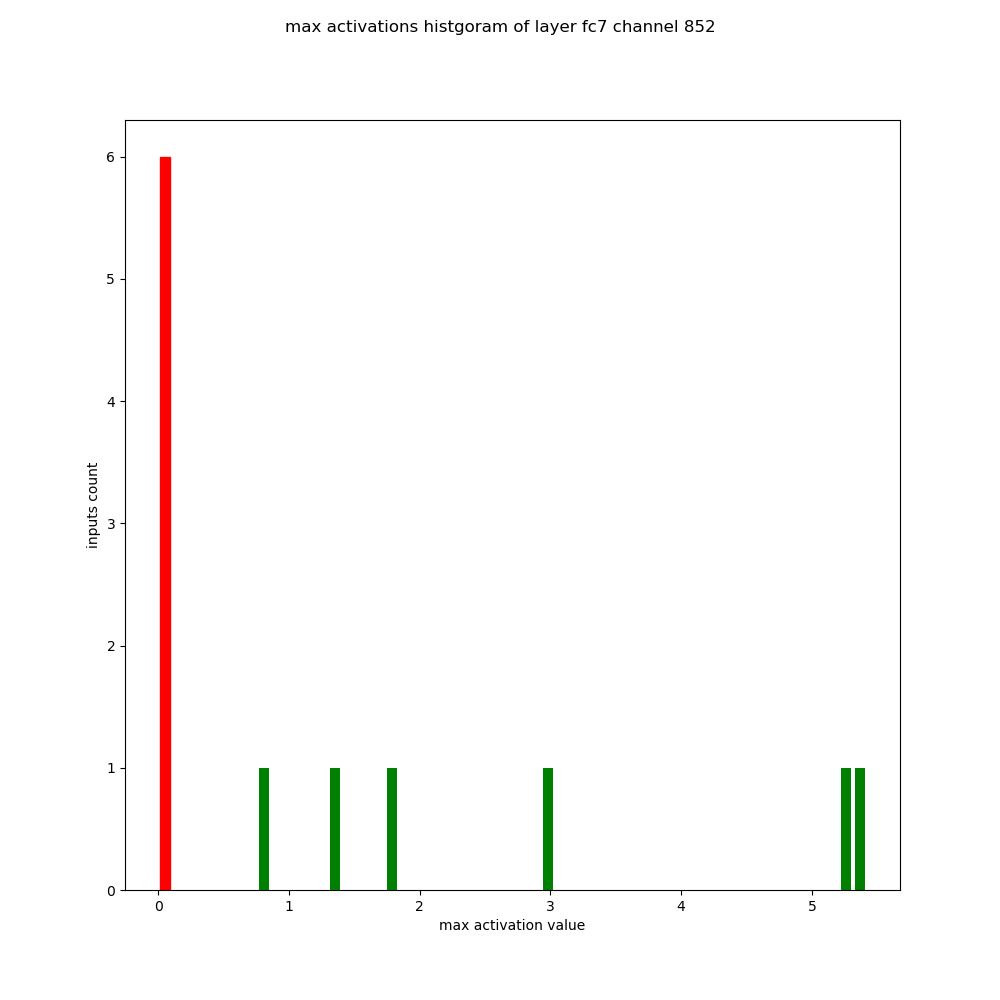 max activations histgoram of layer fc7 channel 852
6
5
4
3
2
1
0
inputs count
0 1 2 3 4 5
max activation value